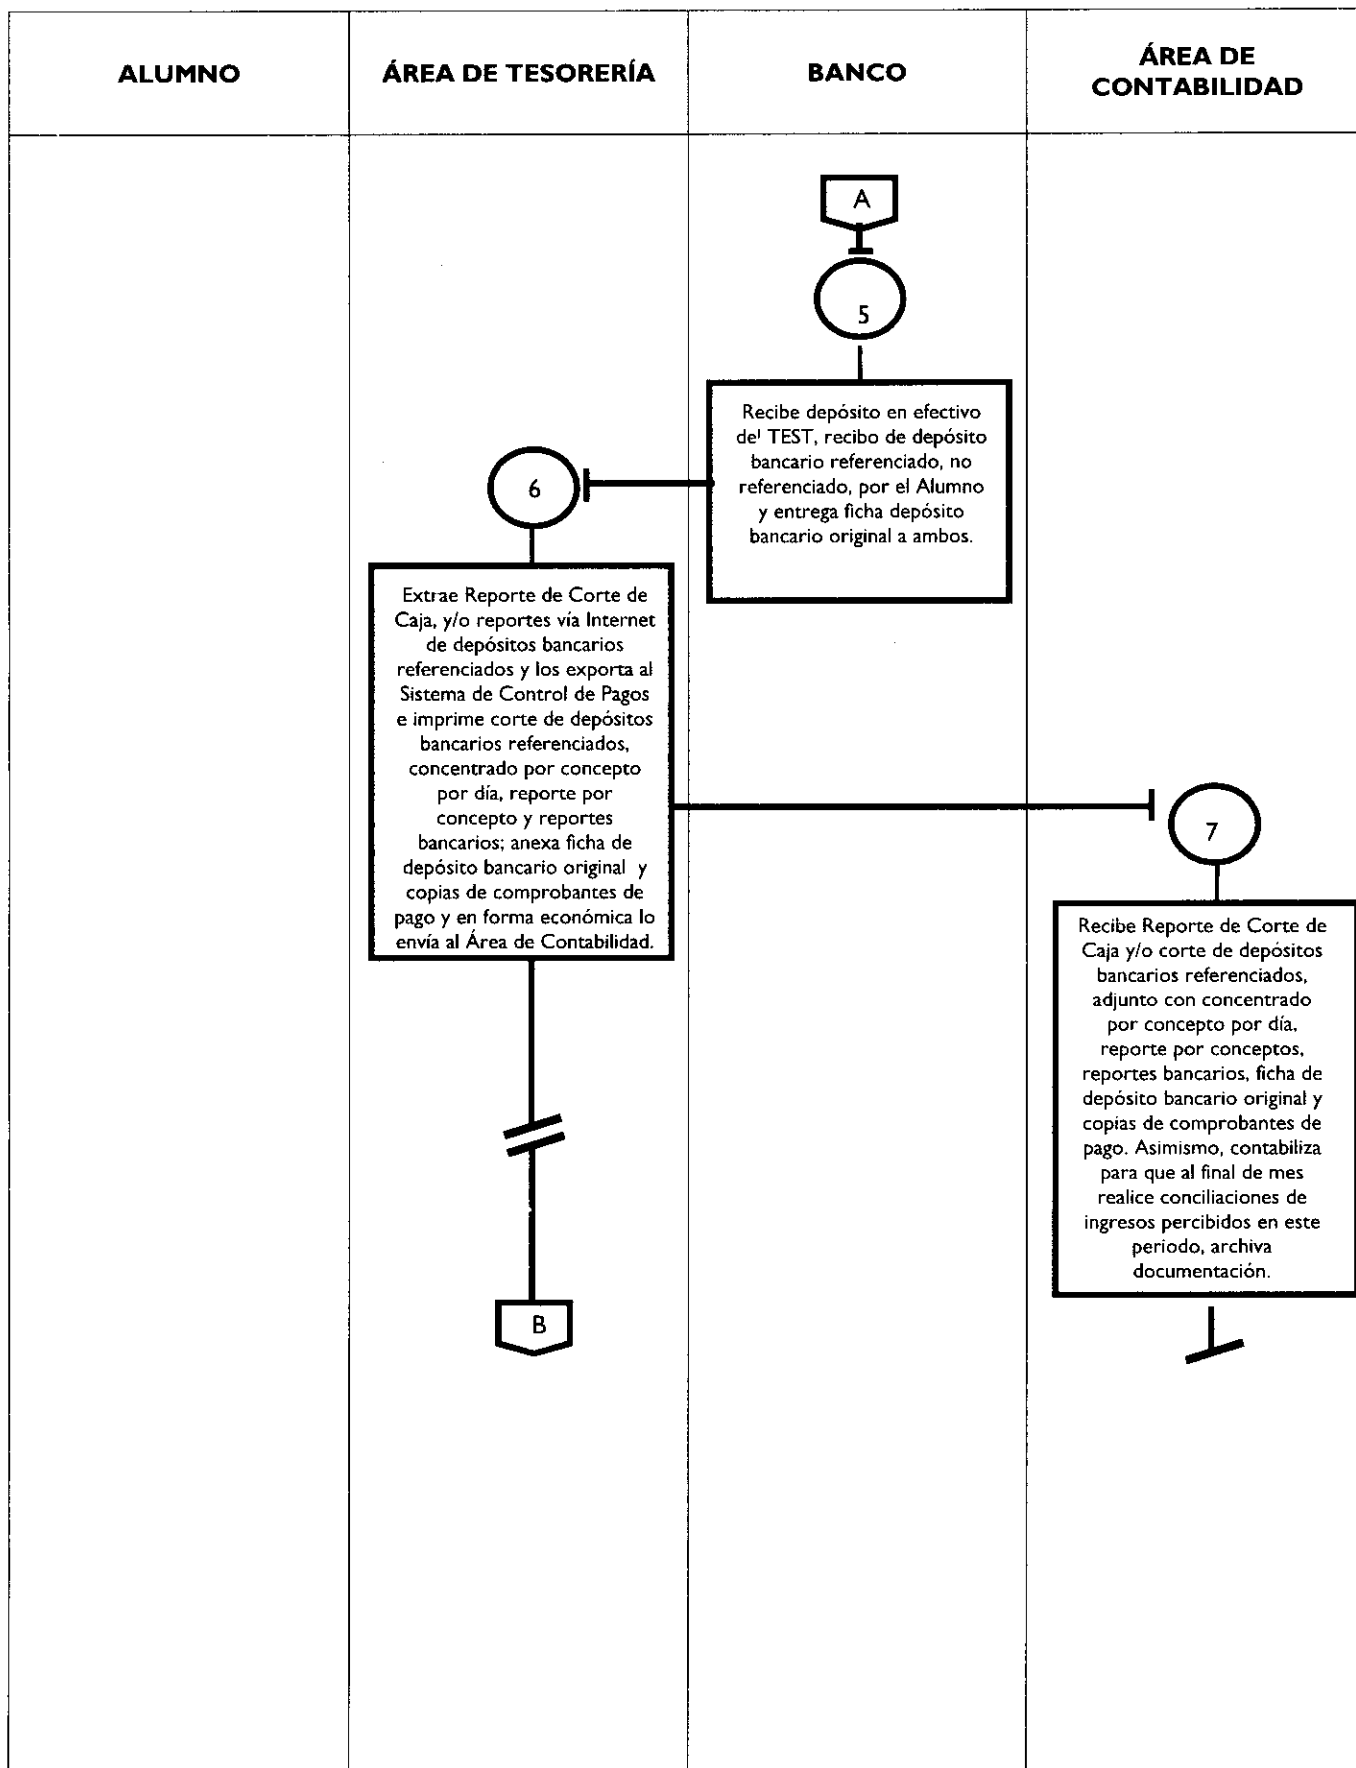 ALUMNO
ÁREA DE TESORERÍA
BANCO
ÁREA DE
CONTABILIDAD
A
5
Recibe depósito en efectivo
del TEST, recibo de depósito
bancario referenciado, no
referenciado, por el Alumno
y entrega ficha depósito
bancario original a ambos.
6
Extrae Reporte de Corte de
Caja, y/o reportes vía Internet
de depósitos bancarios
referenciados y los exporta al
Sistema de Control de Pagos
e imprime corte de depósitos
bancarios referenciados,
concentrado por concepto
por día, reporte por
concepto y reportes
bancarios; anexa ficha de
depósito bancario original y
copias de comprobantes de
pago y en forma económica lo
envía al Área de Contabilidad.
7
Recibe Reporte de Corte de
Caja y/o corte de depósitos
bancarios referenciados,
adjunto con concentrado
por concepto por día,
reporte por conceptos,
reportes bancarios, ficha de
depósito bancario original y
copias de comprobantes de
pago. Asimismo, contabiliza
para que al final de mes
realice conciliaciones de
ingresos percibidos en este
periodo, archiva
documentación.
B